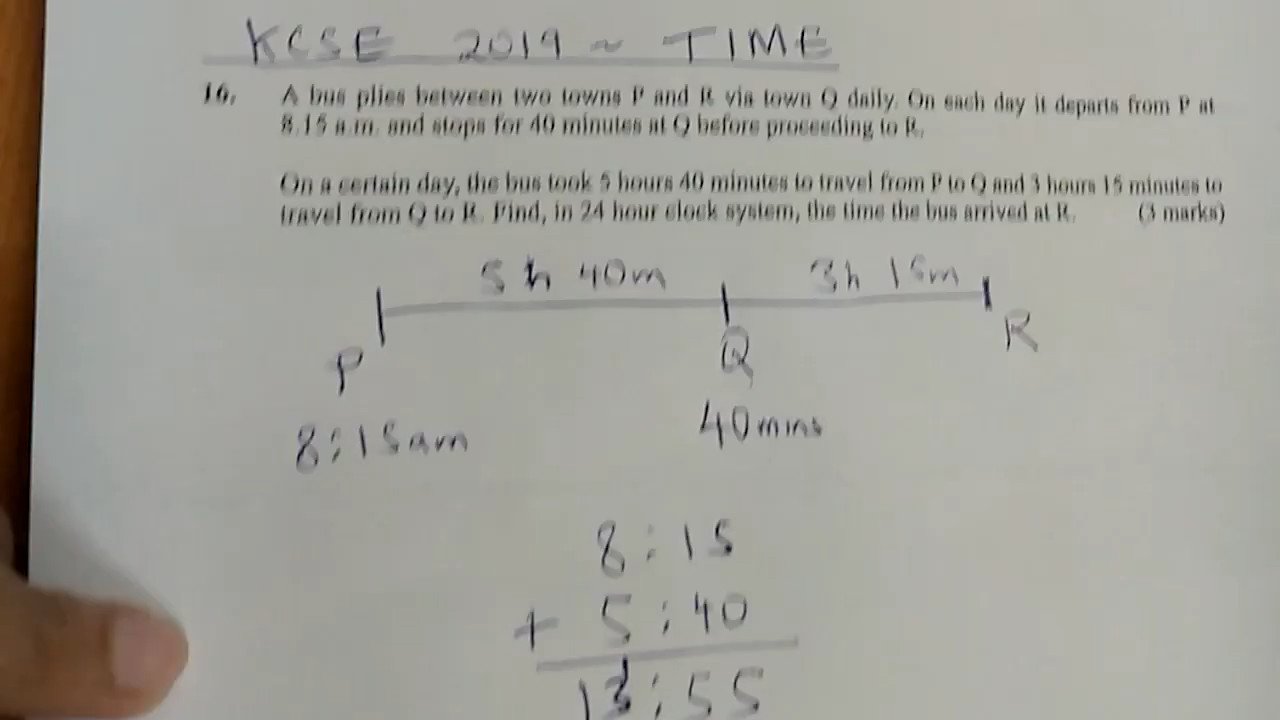 KCSE 2019 ~ TIME
16. A bus plies between two towns P and R via town Q daily. On each day it departs from P at
8.15 a.m. and stops for 40 minutes at Q before proceeding to R.
On a certain day, the bus took 5 hours 40 minutes to travel from P to Q and 3 hours 15 minutes to
travel from Q to R. Find, in 24 hour clock system, the time the bus arrived at R. (3 marks)
5h 40m 3h 15m
P Q R
8:15am 40mins
8:15
+ 5:40
13:55